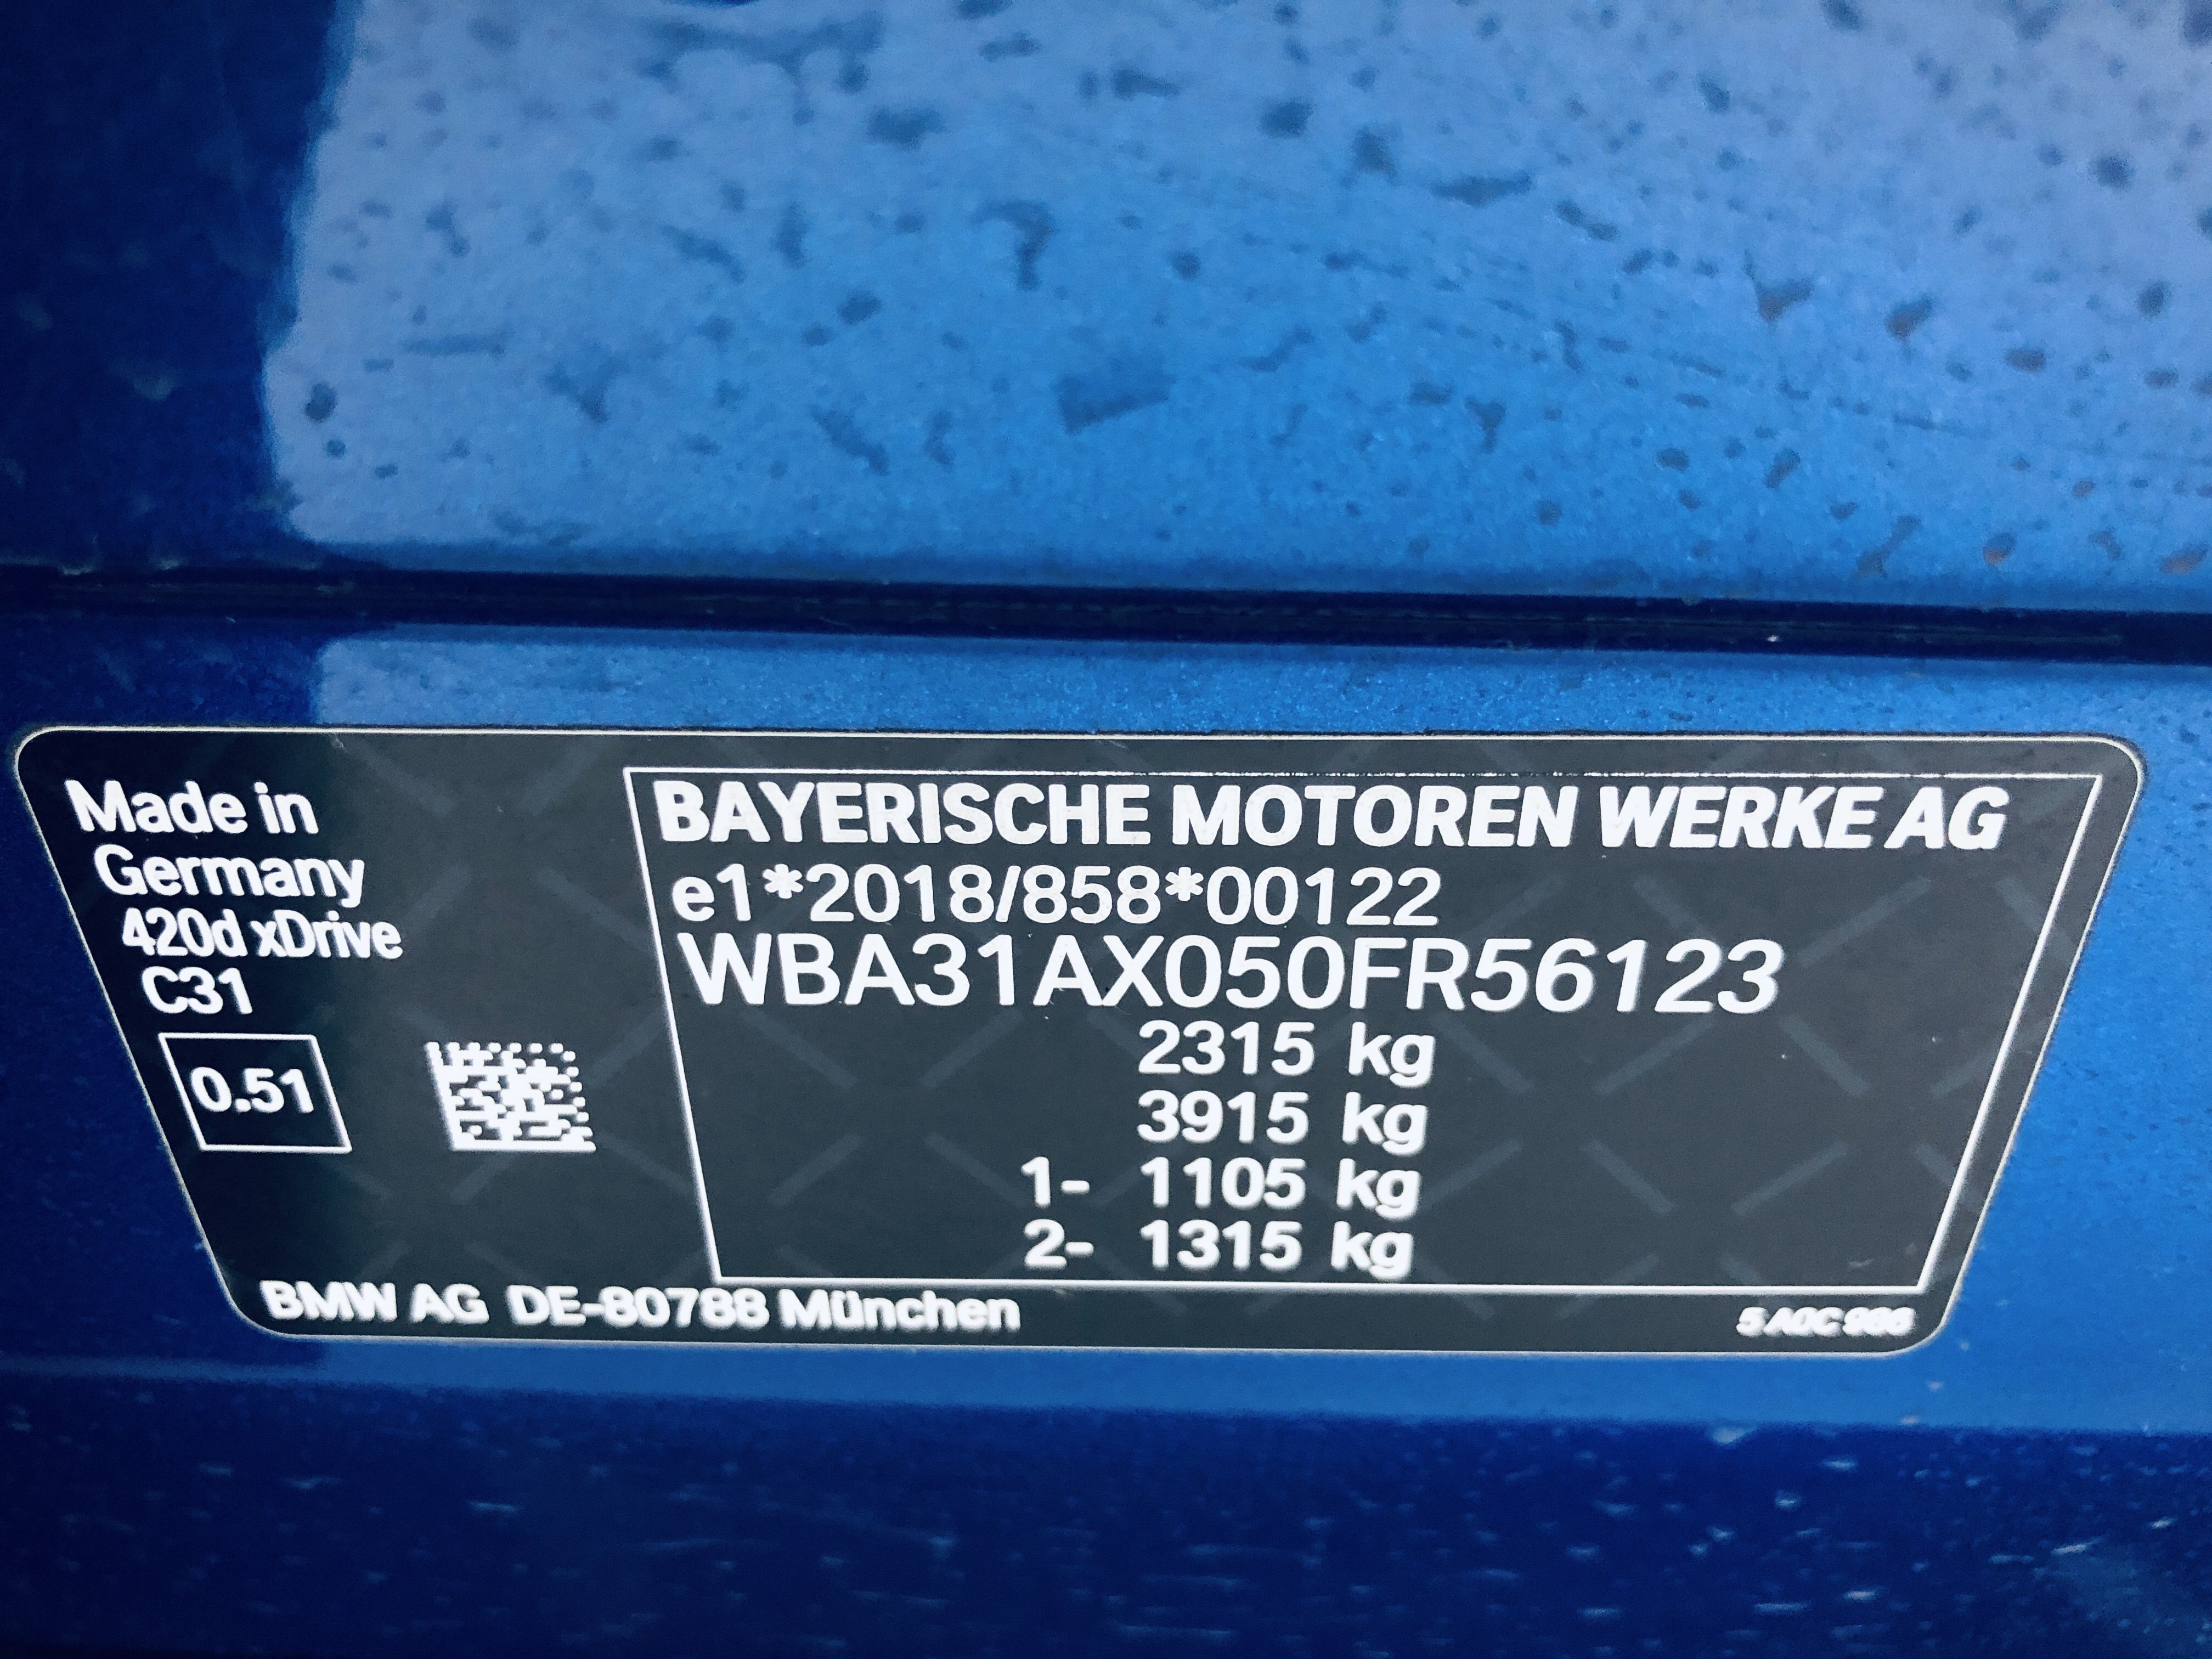 Made in
Germany
420d xDrive
C31
0.51
BAYERISCHE MOTOREN WERKE AG
e1*2018/858*00122
WBA31AX050FR56123
2315 kg
3915 kg
1- 1105 kg
2- 1315 kg
BMW AG DE-80788 München